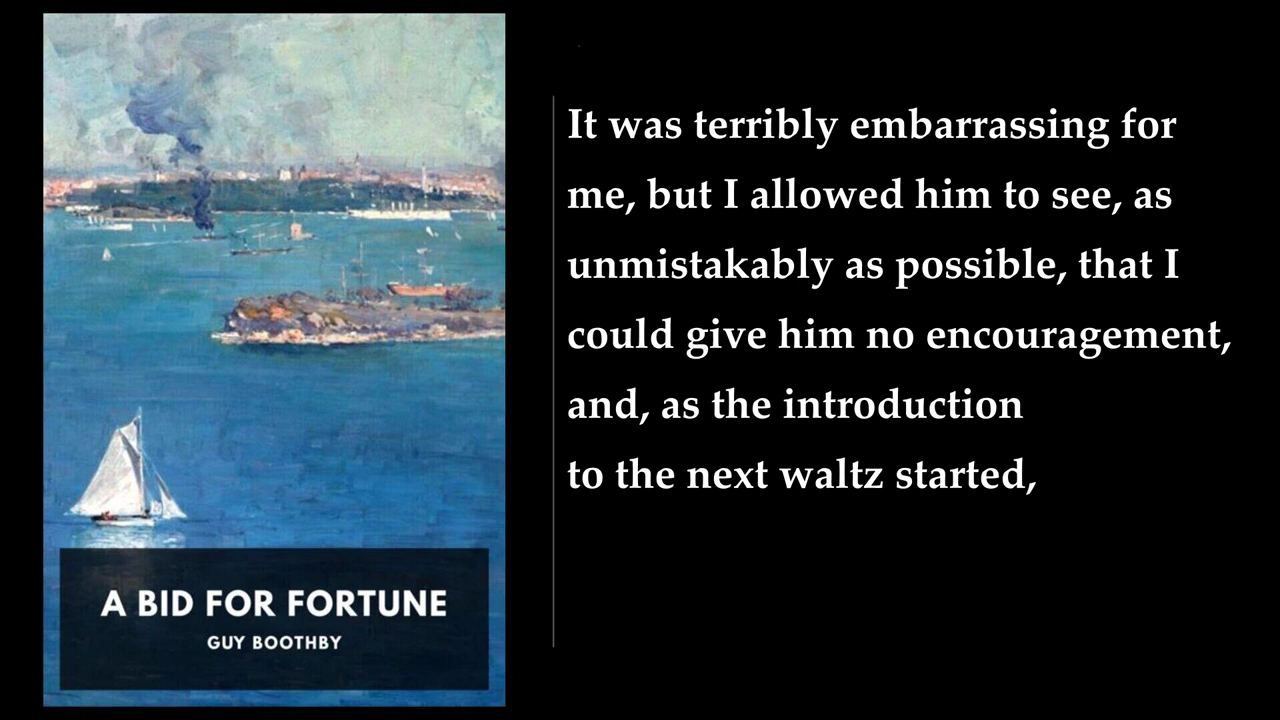 It was terribly embarrassing for
me, but I allowed him to see, as
unmistakably as possible, that I
could give him no encouragement,
and, as the introduction
to the next waltz started,
A BID FOR FORTUNE
GUY BOOTHBY